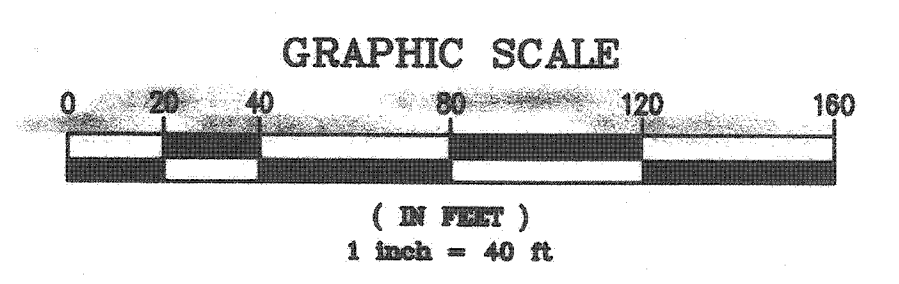 GRAPHIC SCALE
0 20 40 80 120 160
( IN FEET )
1 inch = 40 ft